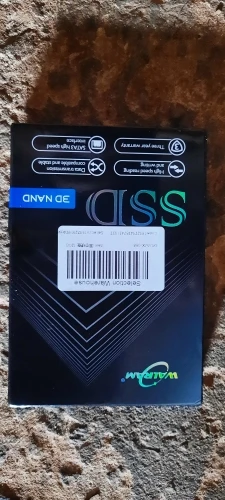 WALRAM
Selection Warehouse
SSD
3D NAND
High speed reading
and writing
Data transmission
compatible and stable
Three year warranty
SATA3 high speed
interface